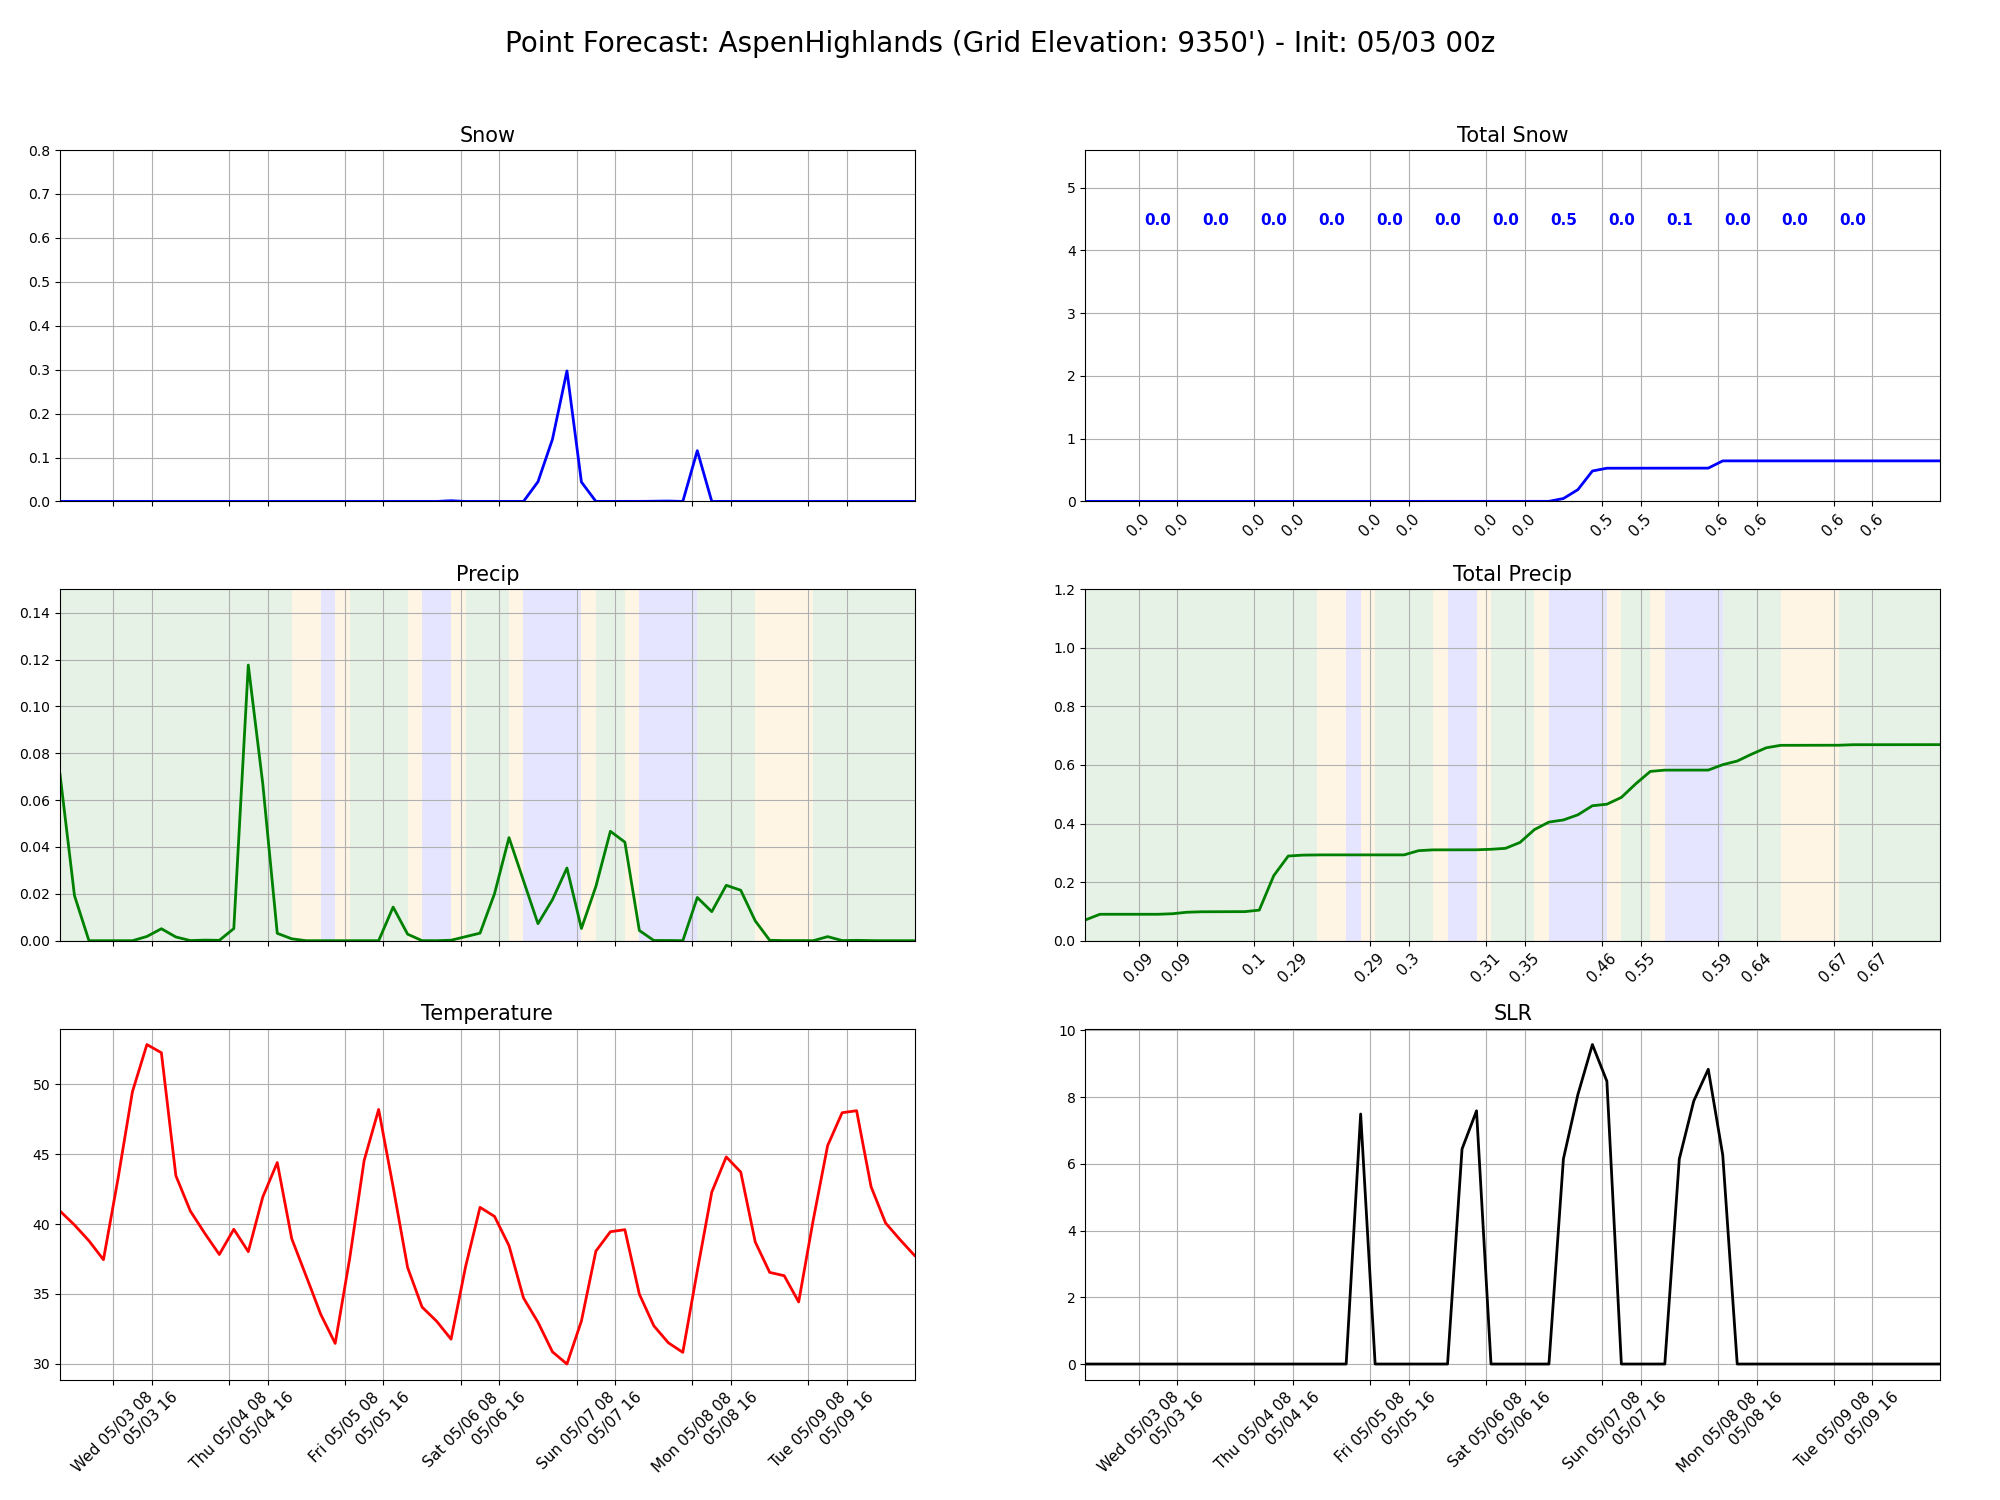 Point Forecast: AspenHighlands (Grid Elevation: 9350') - Init: 05/03 00z
Snow
0.8
0.7
0.6
0.5
0.4
0.3
0.2
0.1
0.0
Total Snow
5
4
3
2
1
0
0.0 0.0 0.0 0.0 0.0 0.0 0.0 0.5 0.0 0.1 0.0 0.0 0.0
0.0 0.0 0.0 0.0 0.0 0.0 0.0 0.0 0.5 0.5 0.6 0.6 0.6 0.6
Precip
0.14
0.12
0.10
0.08
0.06
0.04
0.02
0.00
Total Precip
1.2
1.0
0.8
0.6
0.4
0.2
0.0
0.09 0.09 0.1 0.29 0.29 0.3 0.31 0.35 0.46 0.55 0.59 0.64 0.67 0.67
Temperature
50
45
40
35
30
Wed 05/03 08
05/03 16
Thu 05/04 08
05/04 16
Fri 05/05 08
05/05 16
Sat 05/06 08
05/06 16
Sun 05/07 08
05/07 16
Mon 05/08 08
05/08 16
Tue 05/09 08
05/09 16
SLR
10
8
6
4
2
0
Wed 05/03 08
05/03 16
Thu 05/04 08
05/04 16
Fri 05/05 08
05/05 16
Sat 05/06 08
05/06 16
Sun 05/07 08
05/07 16
Mon 05/08 08
05/08 16
Tue 05/09 08
05/09 16